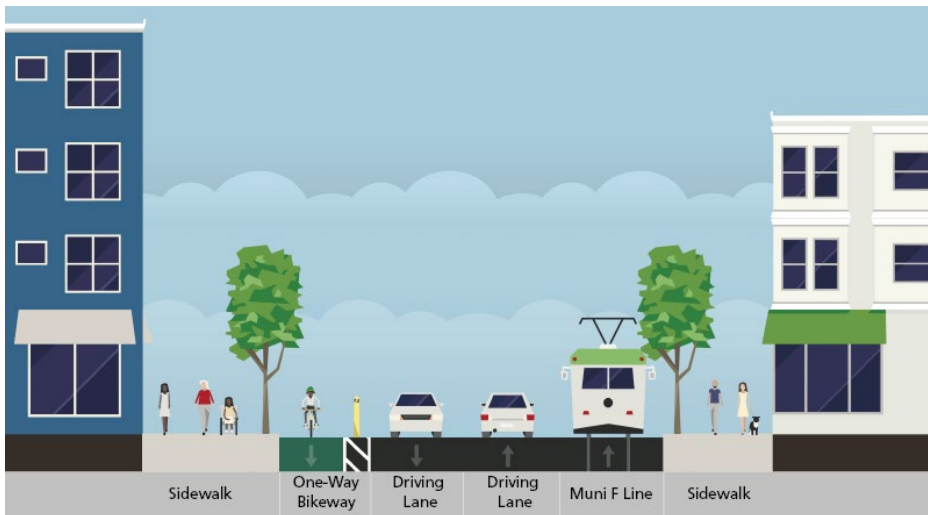 Sidewalk
One-Way
Bikeway
Driving
Lane
Driving
Lane
Muni F Line
Sidewalk